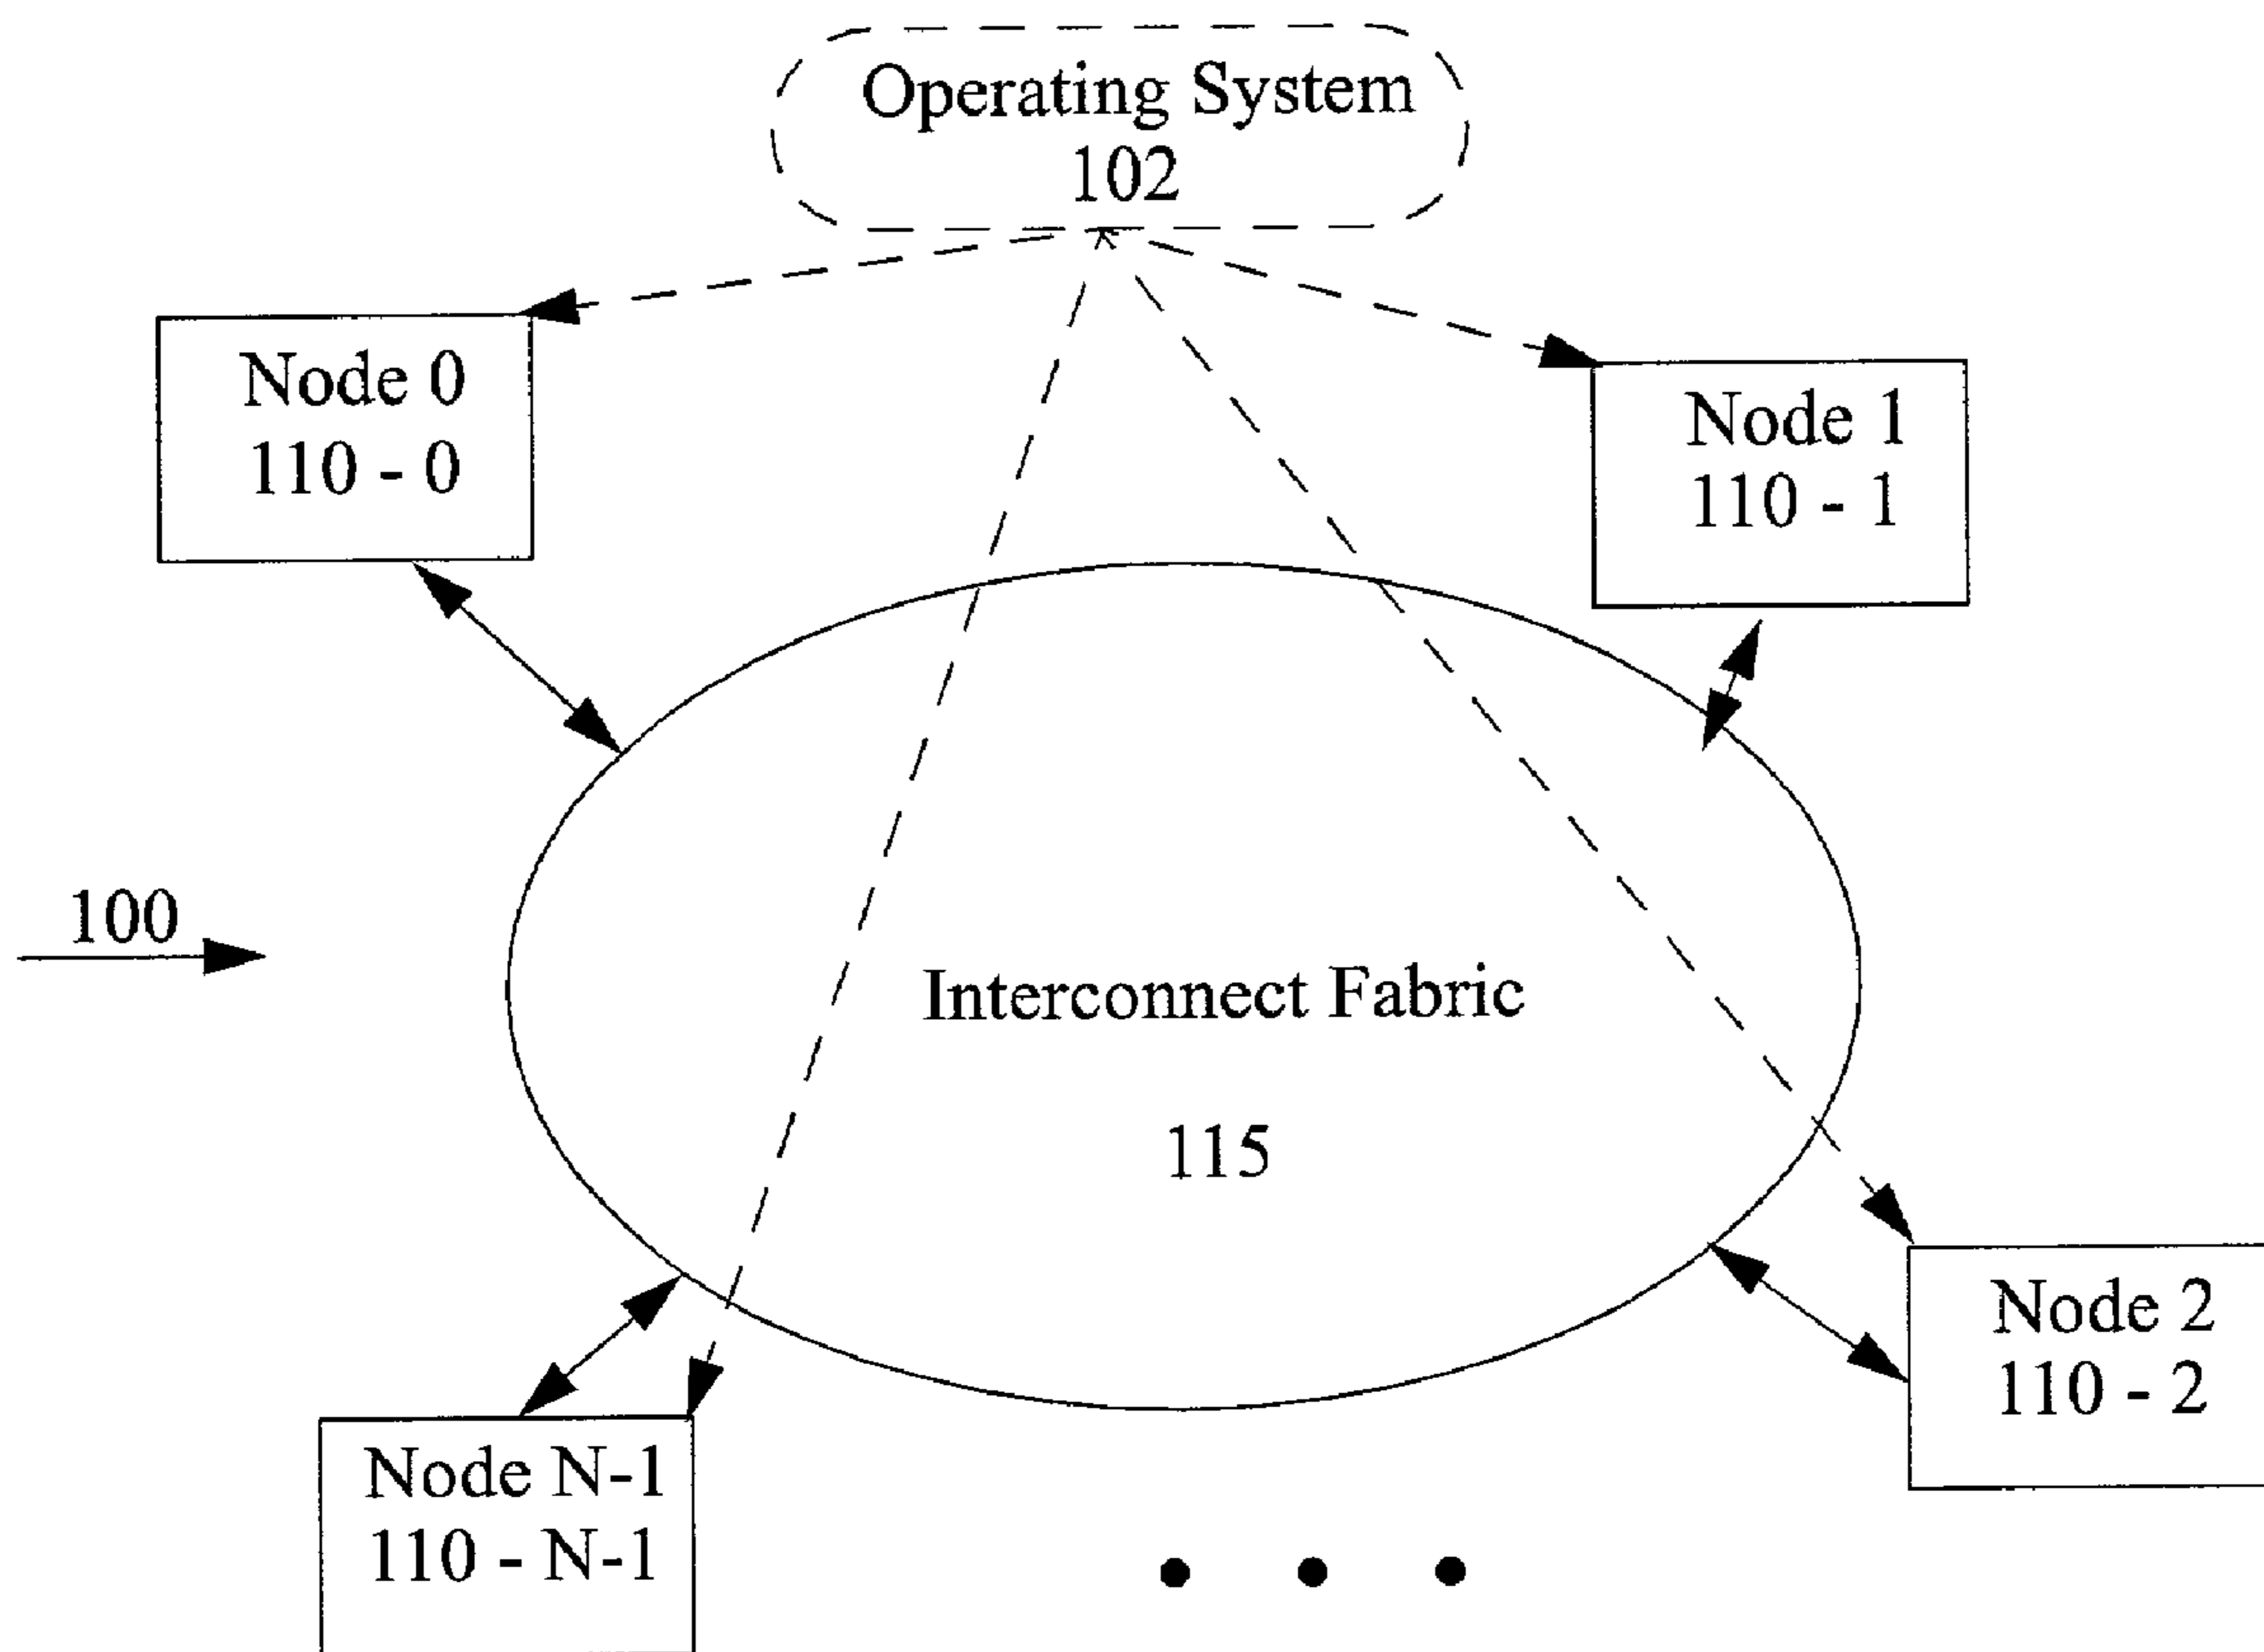 Operating System
102
Node 0
110 - 0
Node 1
110 - 1
100
Interconnect Fabric
115
Node 2
110 - 2
Node N-1
110 - N-1